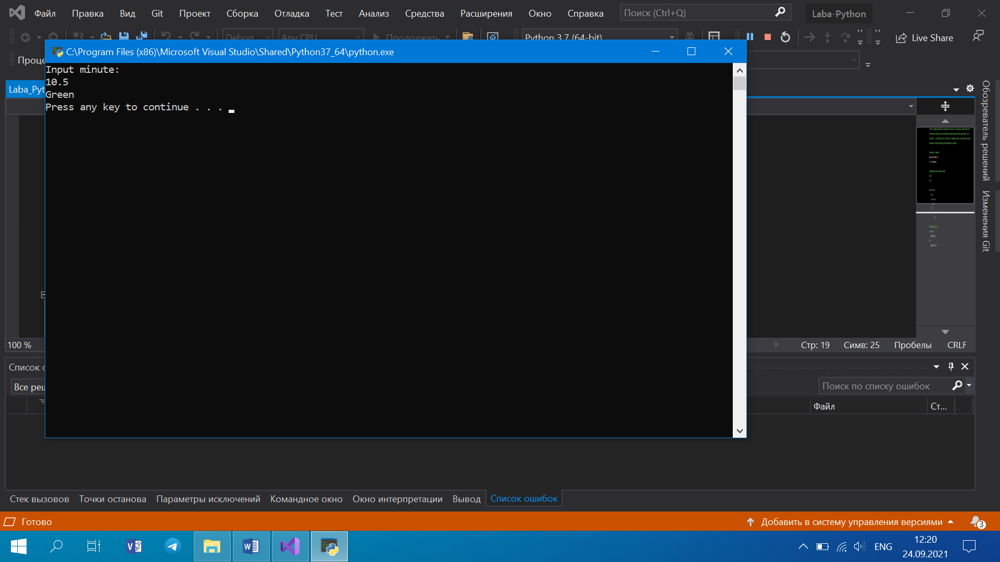 Файл Правка Вид Git Проект Сборка Отладка Тест Анализ Средства Расширения Окно Справка Поиск (Ctrl+Q) Laba-Python
Debug Any CPU Продолжить Python 3.7 (64-bit) Live Share
Проце
C:\Program Files (x86)\Microsoft Visual Studio\Shared\Python37_64\python.exe
Input minute:
10.5
Green
Press any key to continue . . .
Laba_Pyt
Обозреватель решений
Изменения Git
100 % Стр: 19 Симв: 25 Пробелы CRLF
Список о
Все реш Поиск по списку ошибок
Файл Ст...
Стек вызовов Точки останова Параметры исключений Командное окно Окно интерпретации Вывод Список ошибок
Готово Добавить в систему управления версиями 3
ENG 12:20
24.09.2021